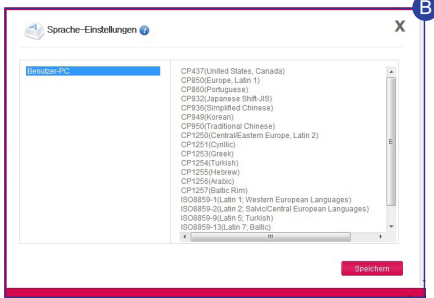 B
Sprache-Einstellungen ?
X
Benutzer-PC
CP437(United States, Canada)
CP850(Europe, Latin 1)
CP860(Portuguese)
CP932(Japanese Shift-JIS)
CP936(Simplified Chinese)
CP949(Korean)
CP950(Traditional Chinese)
CP1250(Central/Eastern Europe, Latin 2)
CP1251(Cyrillic)
CP1253(Greek)
CP1254(Turkish)
CP1255(Hebrew)
CP1256(Arabic)
CP1257(Baltic Rim)
ISO8859-1(Latin 1; Western European Languages)
ISO8859-2(Latin 2; Salvic/Central European Languages)
ISO8859-9(Latin 5; Turkish)
ISO8859-13(Latin 7; Baltic)
Speichern